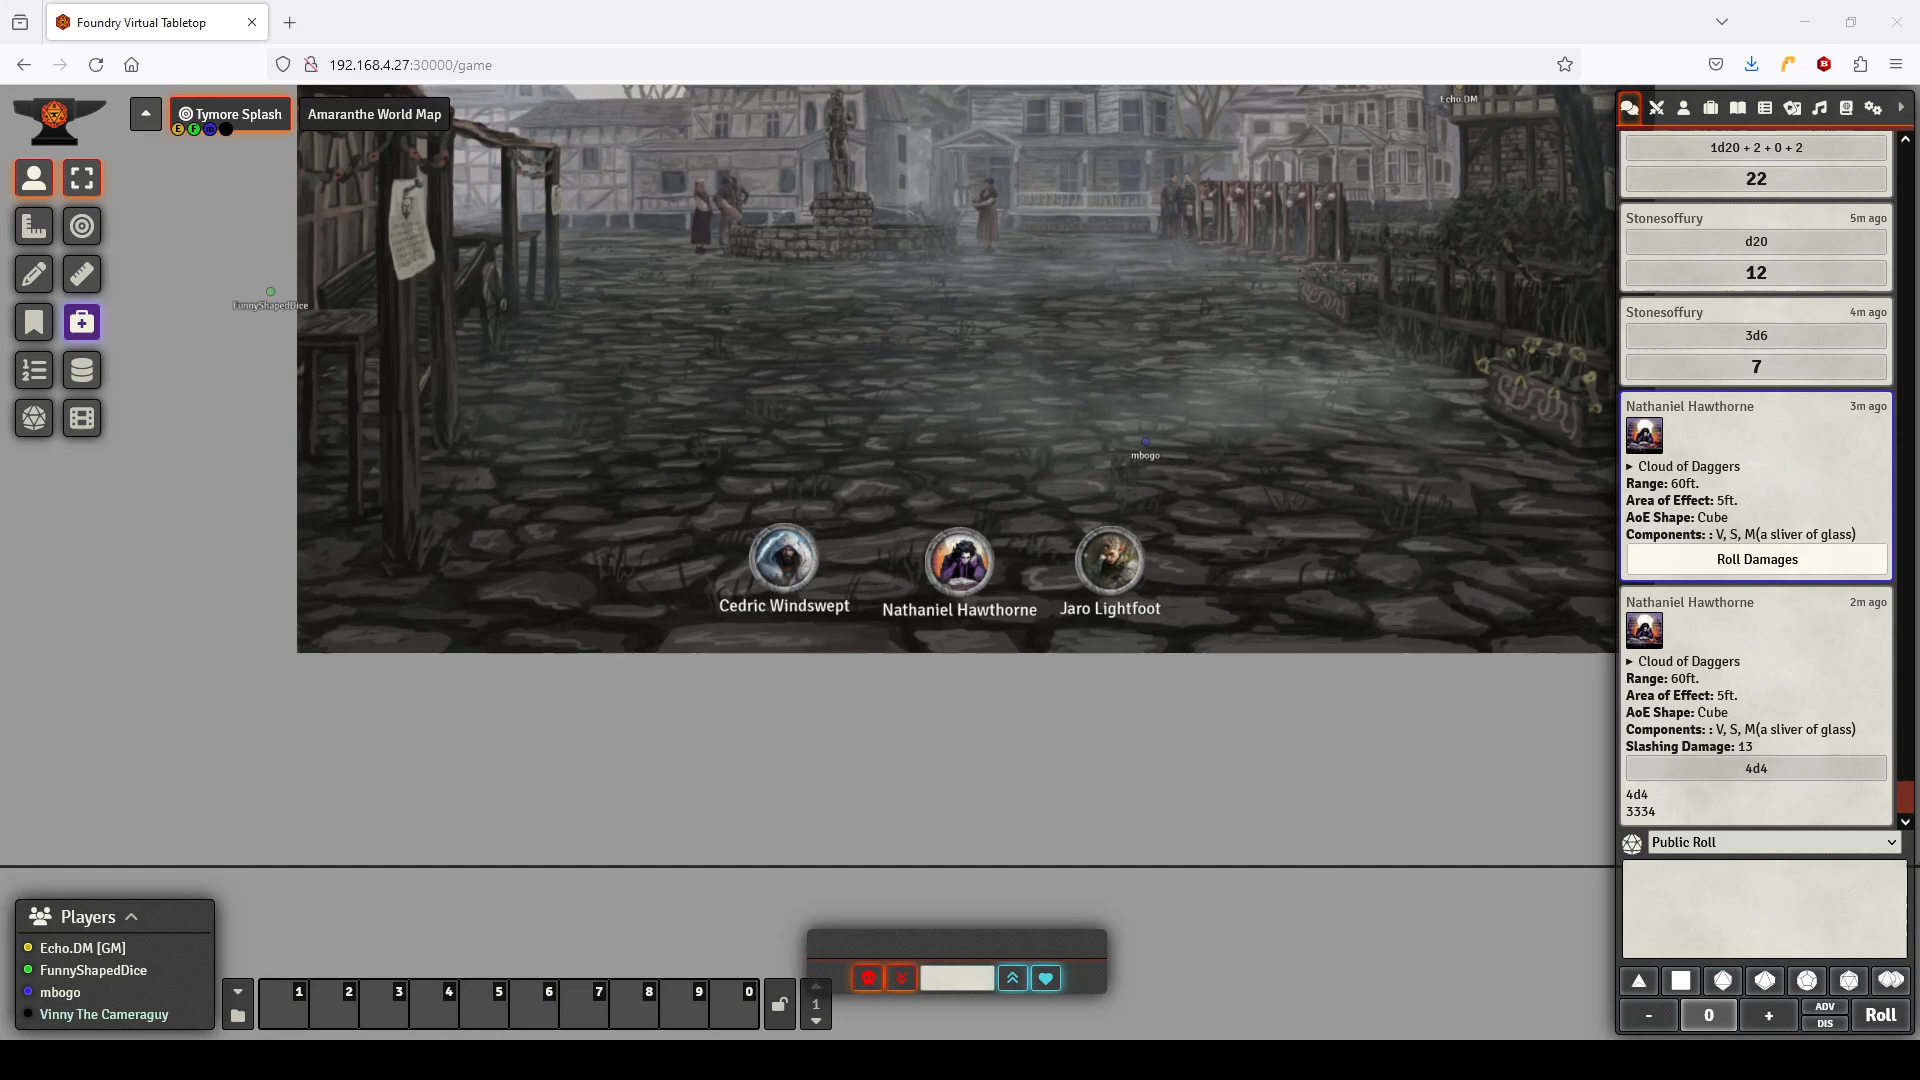 Foundry Virtual Tabletop
192.168.4.27:30000/game
Tymore Splash
E F m
Amaranthe World Map
Echo.DM
FunnyShapedDice
mbogo
Cedric Windswept
Nathaniel Hawthorne
Jaro Lightfoot
1d20 + 2 + 0 + 2
22
Stonesoffury 5m ago
d20
12
Stonesoffury 4m ago
3d6
7
Nathaniel Hawthorne 3m ago
Cloud of Daggers
Range: 60ft.
Area of Effect: 5ft.
AoE Shape: Cube
Components: : V, S, M(a sliver of glass)
Roll Damages
Nathaniel Hawthorne 2m ago
Cloud of Daggers
Range: 60ft.
Area of Effect: 5ft.
AoE Shape: Cube
Components: : V, S, M(a sliver of glass)
Slashing Damage: 13
4d4
4d4
3334
Public Roll
- 0 + ADV DIS Roll
Players
Echo.DM [GM]
FunnyShapedDice
mbogo
Vinny The Cameraguy
1 2 3 4 5 6 7 8 9 0
1